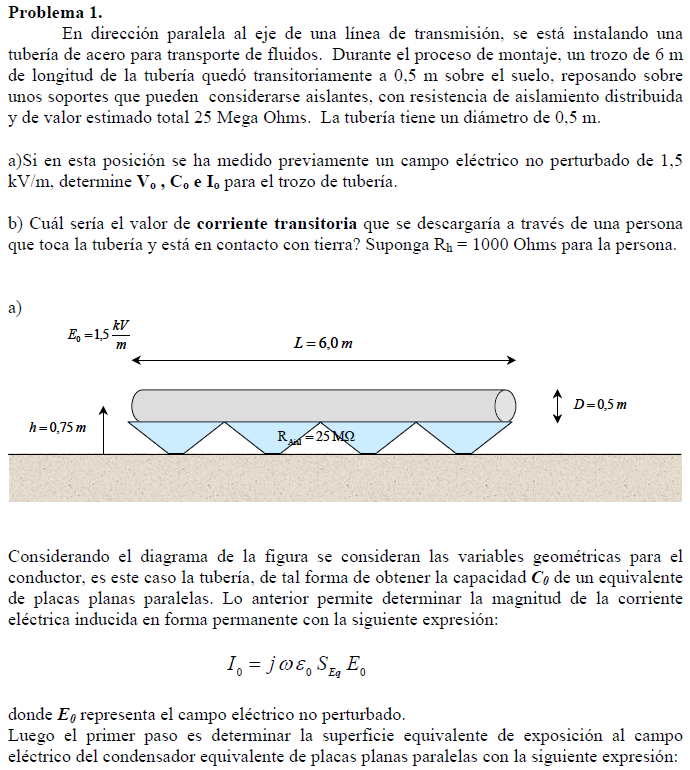 Problema 1.
En dirección paralela al eje de una línea de transmisión, se está instalando una
tubería de acero para transporte de fluidos. Durante el proceso de montaje, un trozo de 6 m
de longitud de la tubería quedó transitoriamente a 0,5 m sobre el suelo, reposando sobre
unos soportes que pueden considerarse aislantes, con resistencia de aislamiento distribuida
y de valor estimado total 25 Mega Ohms. La tubería tiene un diámetro de 0,5 m.
a)Si en esta posición se ha medido previamente un campo eléctrico no perturbado de 1,5
kV/m, determine V₀ , C₀ e I₀ para el trozo de tubería.
b) Cuál sería el valor de corriente transitoria que se descargaría a través de una persona
que toca la tubería y está en contacto con tierra? Suponga Rₕ = 1000 Ohms para la persona.
a)
E₀ =1,5 kV/m
L = 6,0 m
D = 0,5 m
h = 0,75 m
R_Aisl = 25 MΩ
Considerando el diagrama de la figura se consideran las variables geométricas para el
conductor, es este caso la tubería, de tal forma de obtener la capacidad C₀ de un equivalente
de placas planas paralelas. Lo anterior permite determinar la magnitud de la corriente
eléctrica inducida en forma permanente con la siguiente expresión:
I₀ = j ω ε₀ S_Eq E₀
donde E₀ representa el campo eléctrico no perturbado.
Luego el primer paso es determinar la superficie equivalente de exposición al campo
eléctrico del condensador equivalente de placas planas paralelas con la siguiente expresión: